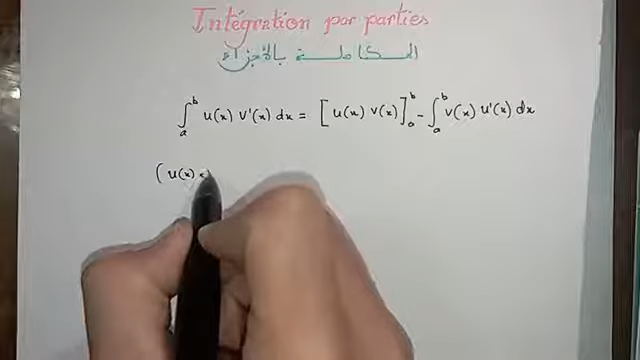 Intégration par parties
المكاملة بالأجزاء
∫ₐᵇ u(x) v'(x) dx = [u(x) v(x)]ₐᵇ - ∫ₐᵇ v(x) u'(x) dx
( u(x)